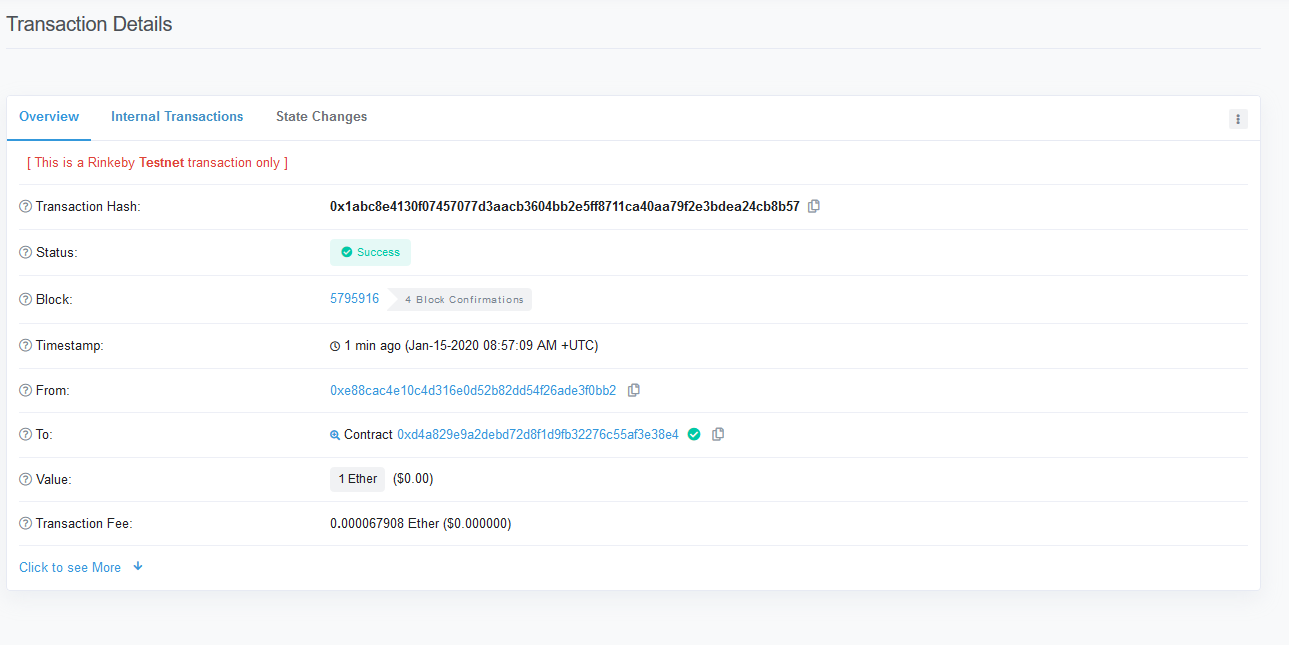 Transaction Details
Overview Internal Transactions State Changes
[ This is a Rinkeby Testnet transaction only ]
Transaction Hash: 0x1abc8e4130f07457077d3aacb3604bb2e5ff8711ca40aa79f2e3bdea24cb8b57
Status: Success
Block: 5795916 4 Block Confirmations
Timestamp: 1 min ago (Jan-15-2020 08:57:09 AM +UTC)
From: 0xe88cac4e10c4d316e0d52b82dd54f26ade3f0bb2
To: Contract 0xd4a829e9a2debd72d8f1d9fb32276c55af3e38e4
Value: 1 Ether ($0.00)
Transaction Fee: 0.000067908 Ether ($0.000000)
Click to see More